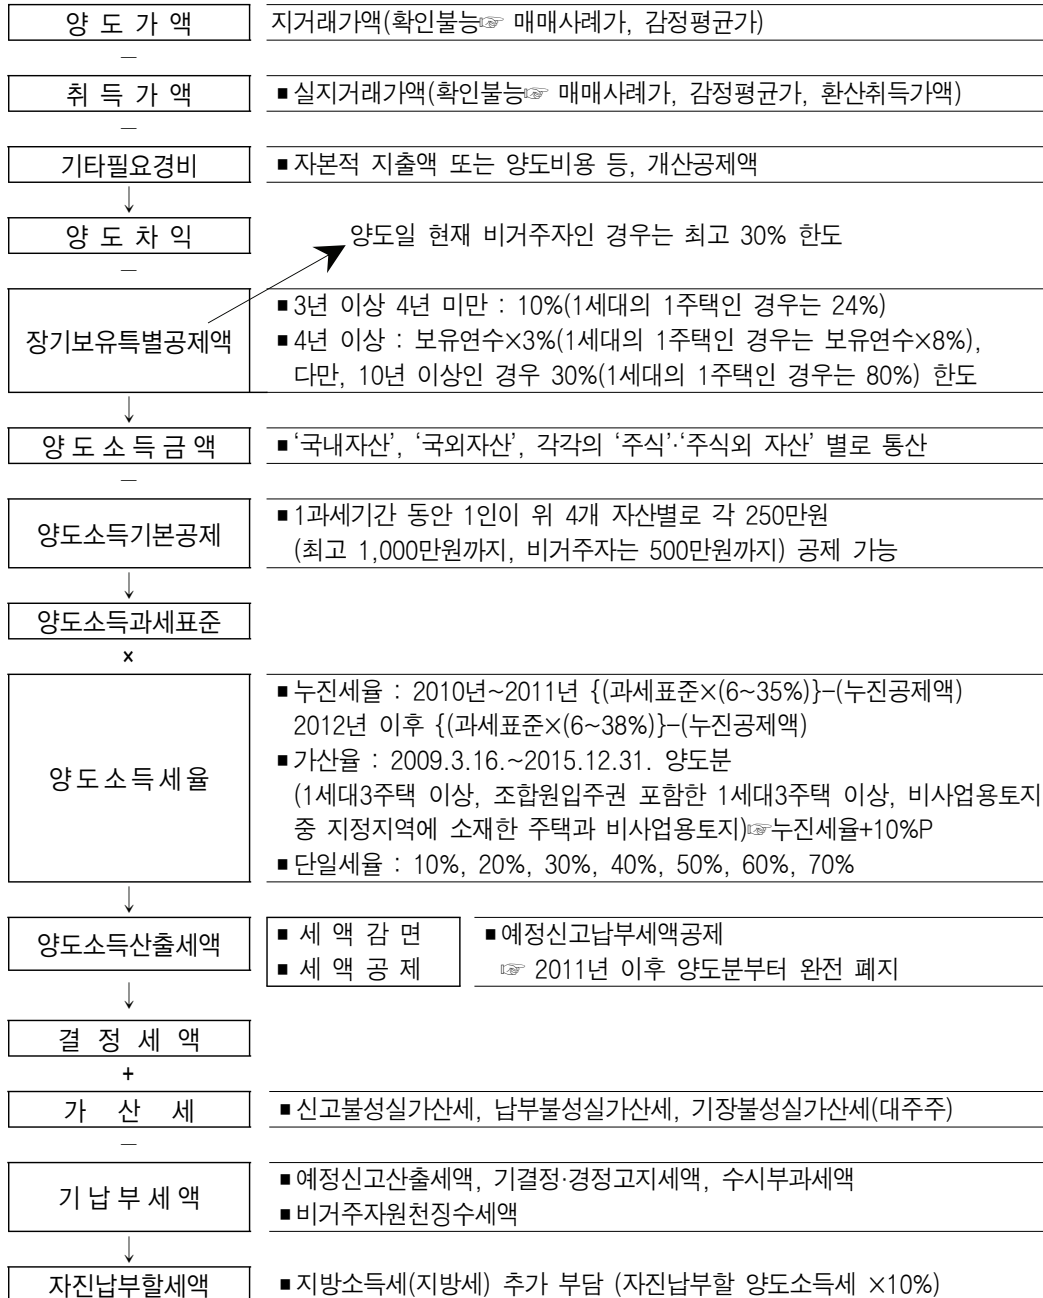 양 도 가 액
지거래가액(확인불능☞ 매매사례가, 감정평균가)
―
취 득 가 액
■ 실지거래가액(확인불능☞ 매매사례가, 감정평균가, 환산취득가액)
―
기타필요경비
■ 자본적 지출액 또는 양도비용 등, 개산공제액
↓
양 도 차 익
양도일 현재 비거주자인 경우는 최고 30% 한도
―
장기보유특별공제액
■ 3년 이상 4년 미만 : 10%(1세대의 1주택인 경우는 24%)
■ 4년 이상 : 보유연수×3%(1세대의 1주택인 경우는 보유연수×8%),
다만, 10년 이상인 경우 30%(1세대의 1주택인 경우는 80%) 한도
↓
양 도 소 득 금 액
■ ‘국내자산’, ‘국외자산’, 각각의 ‘주식’·‘주식외 자산’ 별로 통산
―
양도소득기본공제
■ 1과세기간 동안 1인이 위 4개 자산별로 각 250만원
(최고 1,000만원까지, 비거주자는 500만원까지) 공제 가능
↓
양도소득과세표준
×
양 도 소 득 세 율
■ 누진세율 : 2010년~2011년 {(과세표준×(6~35%)}-(누진공제액)
2012년 이후 {(과세표준×(6~38%)}-(누진공제액)
■ 가산율 : 2009.3.16.~2015.12.31. 양도분
(1세대3주택 이상, 조합원입주권 포함한 1세대3주택 이상, 비사업용토지
중 지정지역에 소재한 주택과 비사업용토지)☞누진세율+10%P
■ 단일세율 : 10%, 20%, 30%, 40%, 50%, 60%, 70%
↓
양도소득산출세액
■ 세 액 감 면
■ 세 액 공 제
■ 예정신고납부세액공제
☞ 2011년 이후 양도분부터 완전 폐지
↓
결 정 세 액
+
가 산 세
■ 신고불성실가산세, 납부불성실가산세, 기장불성실가산세(대주주)
―
기 납 부 세 액
■ 예정신고산출세액, 기결정·경정고지세액, 수시부과세액
■ 비거주자원천징수세액
↓
자진납부할세액
■ 지방소득세(지방세) 추가 부담 (자진납부할 양도소득세 ×10%)